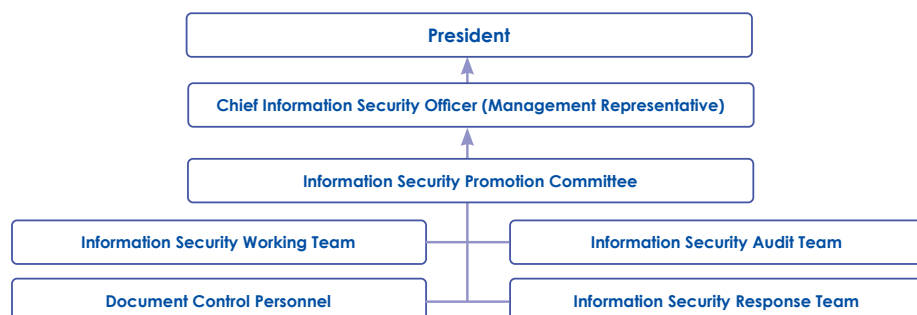 President
Chief Information Security Officer (Management Representative)
Information Security Promotion Committee
Information Security Working Team
Information Security Audit Team
Document Control Personnel
Information Security Response Team